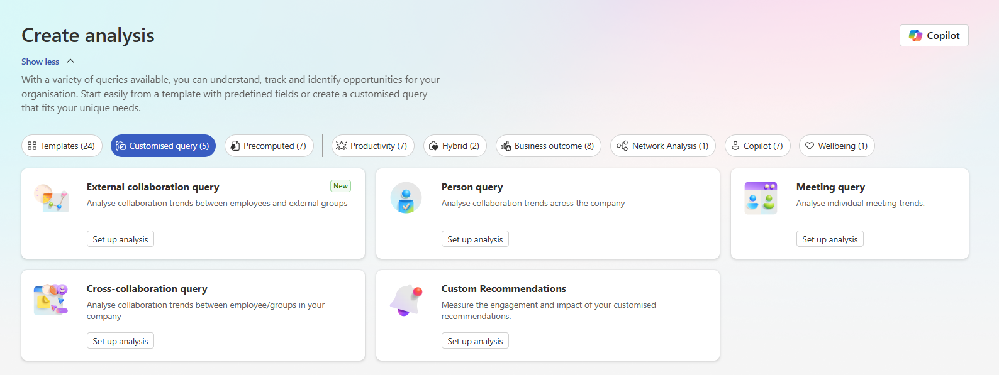 Create analysis
Copilot
Show less
With a variety of queries available, you can understand, track and identify opportunities for your
organisation. Start easily from a template with predefined fields or create a customised query
that fits your unique needs.
Templates (24)
Customised query (5)
Precomputed (7)
Productivity (7)
Hybrid (2)
Business outcome (8)
Network Analysis (1)
Copilot (7)
Wellbeing (1)
External collaboration query
New
Analyse collaboration trends between employees and external groups
Set up analysis
Person query
Analyse collaboration trends across the company
Set up analysis
Meeting query
Analyse individual meeting trends.
Set up analysis
Cross-collaboration query
Analyse collaboration trends between employee/groups in your
company
Set up analysis
Custom Recommendations
Measure the engagement and impact of your customised
recommendations.
Set up analysis